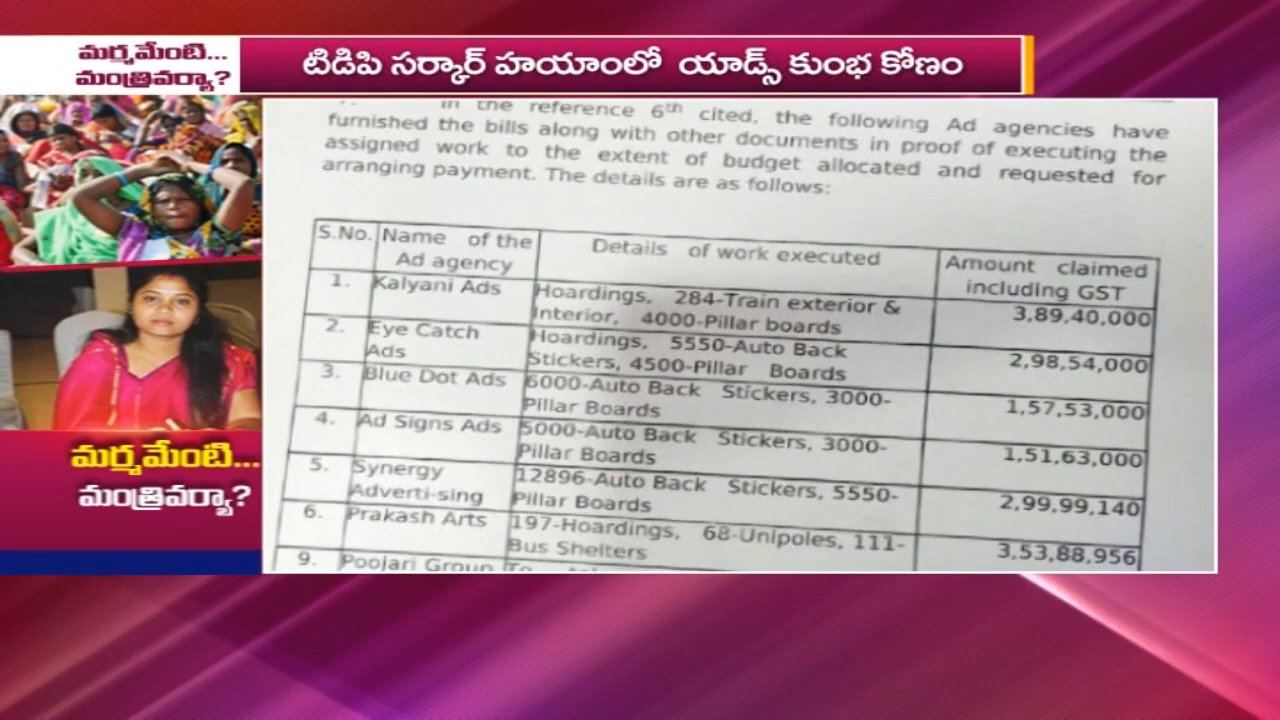 మర్మమేంటి...
మంత్రివర్యా?
టిడిపి సర్కార్ హయాంలో యాడ్స్ కుంభ కోణం
in the reference 6th cited, the following Ad agencies have
furnished the bills along with other documents in proof of executing the
assigned work to the extent of budget allocated and requested for
arranging payment. The details are as follows:
S.No. Name of the Ad agency Details of work executed Amount claimed including GST
1. Kalyani Ads Hoardings, 284-Train exterior & Interior, 4000-Pillar boards 3,89,40,000
2. Eye Catch Ads Hoardings, 5550-Auto Back Stickers, 4500-Pillar Boards 2,98,54,000
3. Blue Dot Ads 6000-Auto Back Stickers, 3000-Pillar Boards 1,57,53,000
4. Ad Signs Ads 5000-Auto Back Stickers, 3000-Pillar Boards 1,51,63,000
5. Synergy Adverti-sing 12896-Auto Back Stickers, 5550-Pillar Boards 2,99,99,140
6. Prakash Arts 197-Hoardings, 68-Unipoles, 111-Bus Shelters 3,53,88,956
9. Poojari Group
మర్మమేంటి...
మంత్రివర్యా?